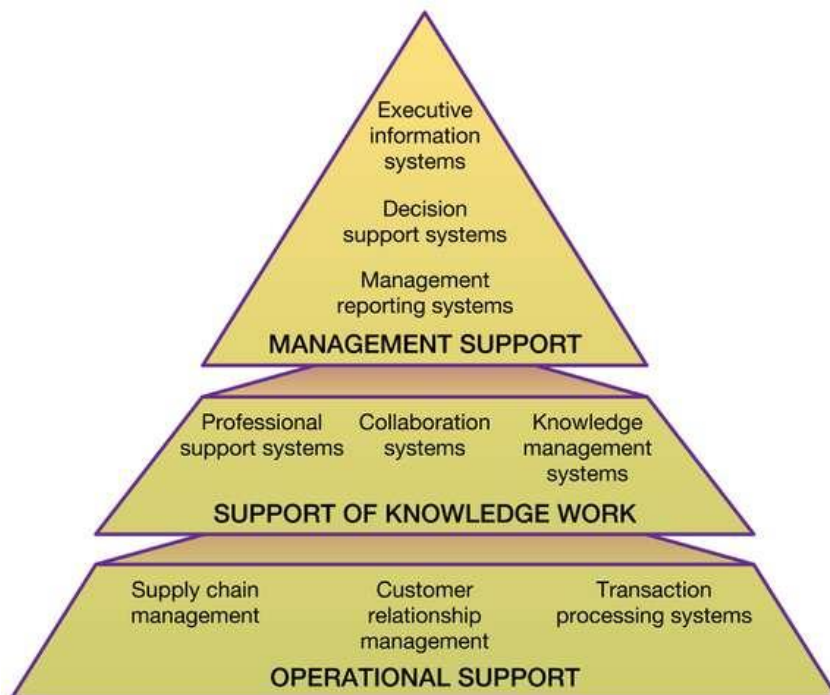 Executive
information
systems
Decision
support systems
Management
reporting systems
MANAGEMENT SUPPORT
Professional
support systems
Collaboration
systems
Knowledge
management
systems
SUPPORT OF KNOWLEDGE WORK
Supply chain
management
Customer
relationship
management
Transaction
processing systems
OPERATIONAL SUPPORT